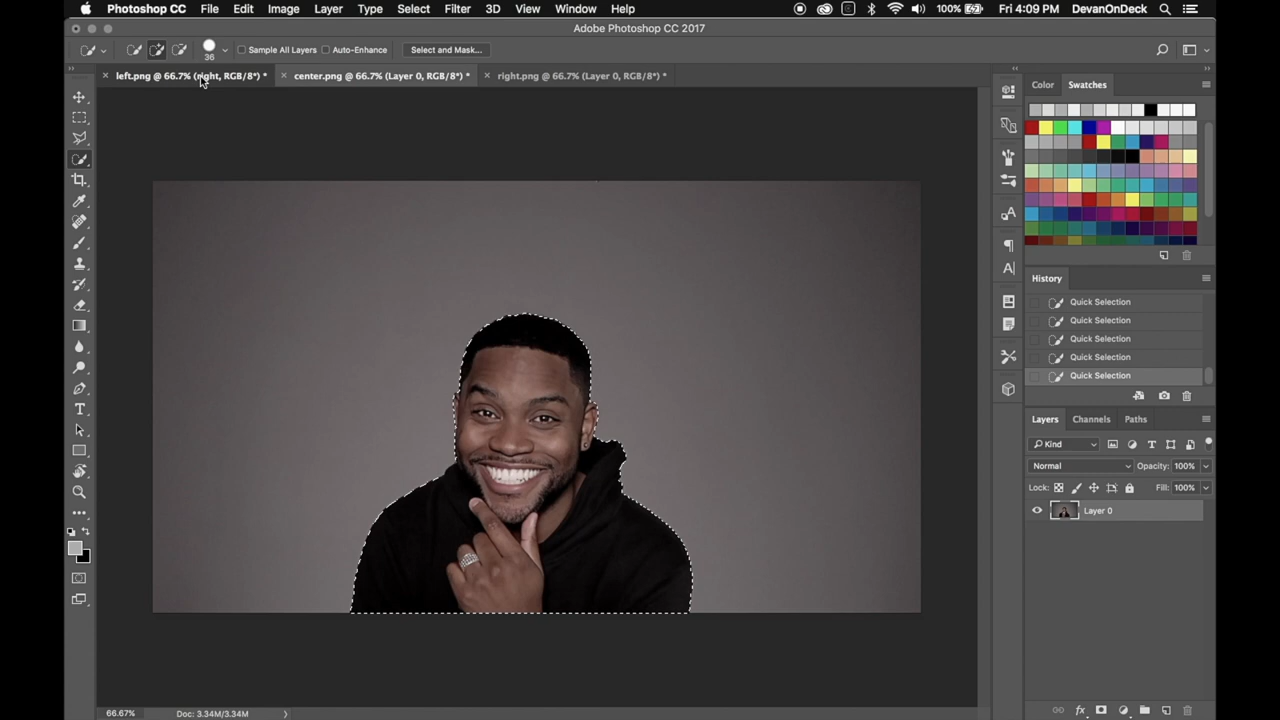 Photoshop CC File Edit Image Layer Type Select Filter 3D View Window Help 100% Fri 4:09 PM DevanOnDeck
Adobe Photoshop CC 2017
36 Sample All Layers Auto-Enhance Select and Mask...
× left.png @ 66.7% (right, RGB/8*) * × center.png @ 66.7% (Layer 0, RGB/8*) * × right.png @ 66.7% (Layer 0, RGB/8*) *
Color Swatches
History
Quick Selection
Quick Selection
Quick Selection
Quick Selection
Quick Selection
Layers Channels Paths
Kind
Normal Opacity: 100%
Lock: Fill: 100%
Layer 0
66.67% Doc: 3.34M/3.34M